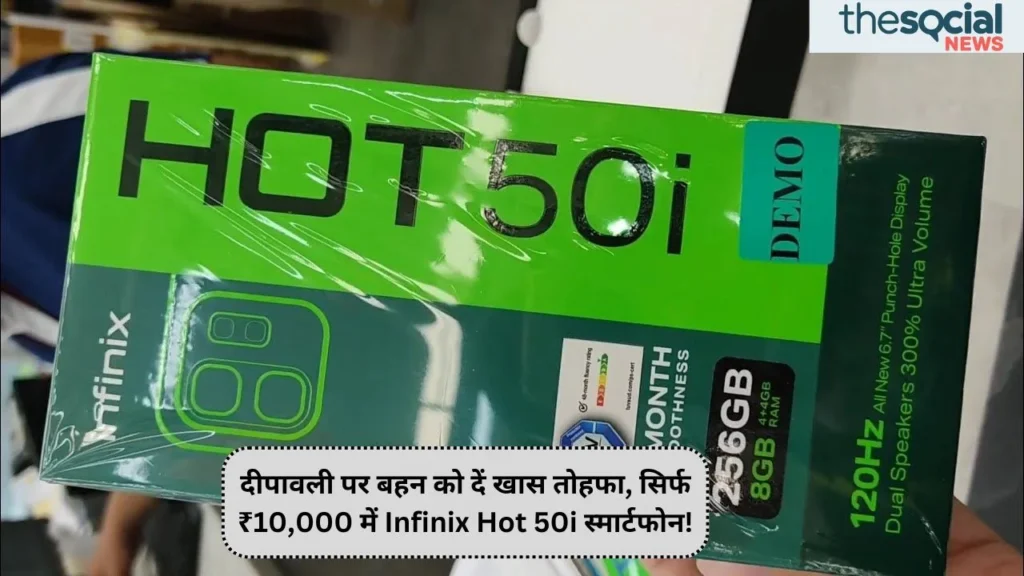 thesocial
NEWS
HOT 50i
DEMO
Infinix
MONTH
256GB
8GB 4+4GB
RAM
120Hz All New 6.7" Punch-Hole Display
Dual Speakers 300% Ultra Volume
दीपावली पर बहन को दें खास तोहफा, सिर्फ
₹10,000 में Infinix Hot 50i स्मार्टफोन!